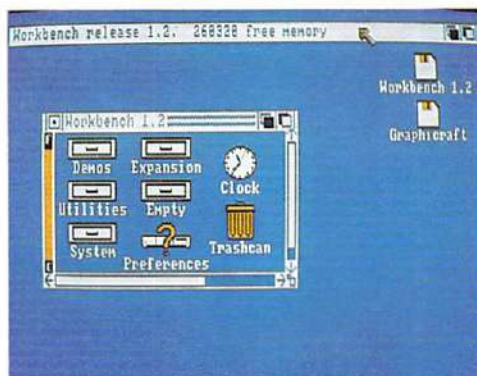 Workbench release 1.2. 260320 free memory
Workbench 1.2
Graphicraft
Workbench 1.2
Demos Expansion
Clock
Utilities Empty
Trashcan
System
Preferences